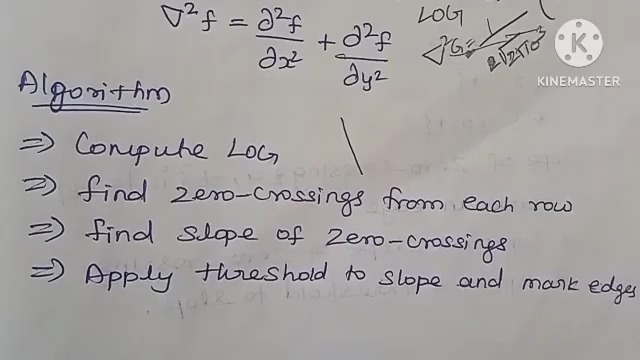 LOG
∇²f = ∂²f/∂x² + ∂²f/∂y²
∇²G =
KINEMASTER
Algorithm
⇒ Compute LOG
⇒ find zero-crossings from each row
⇒ find slope of zero-crossings
⇒ Apply threshold to slope and mark edges